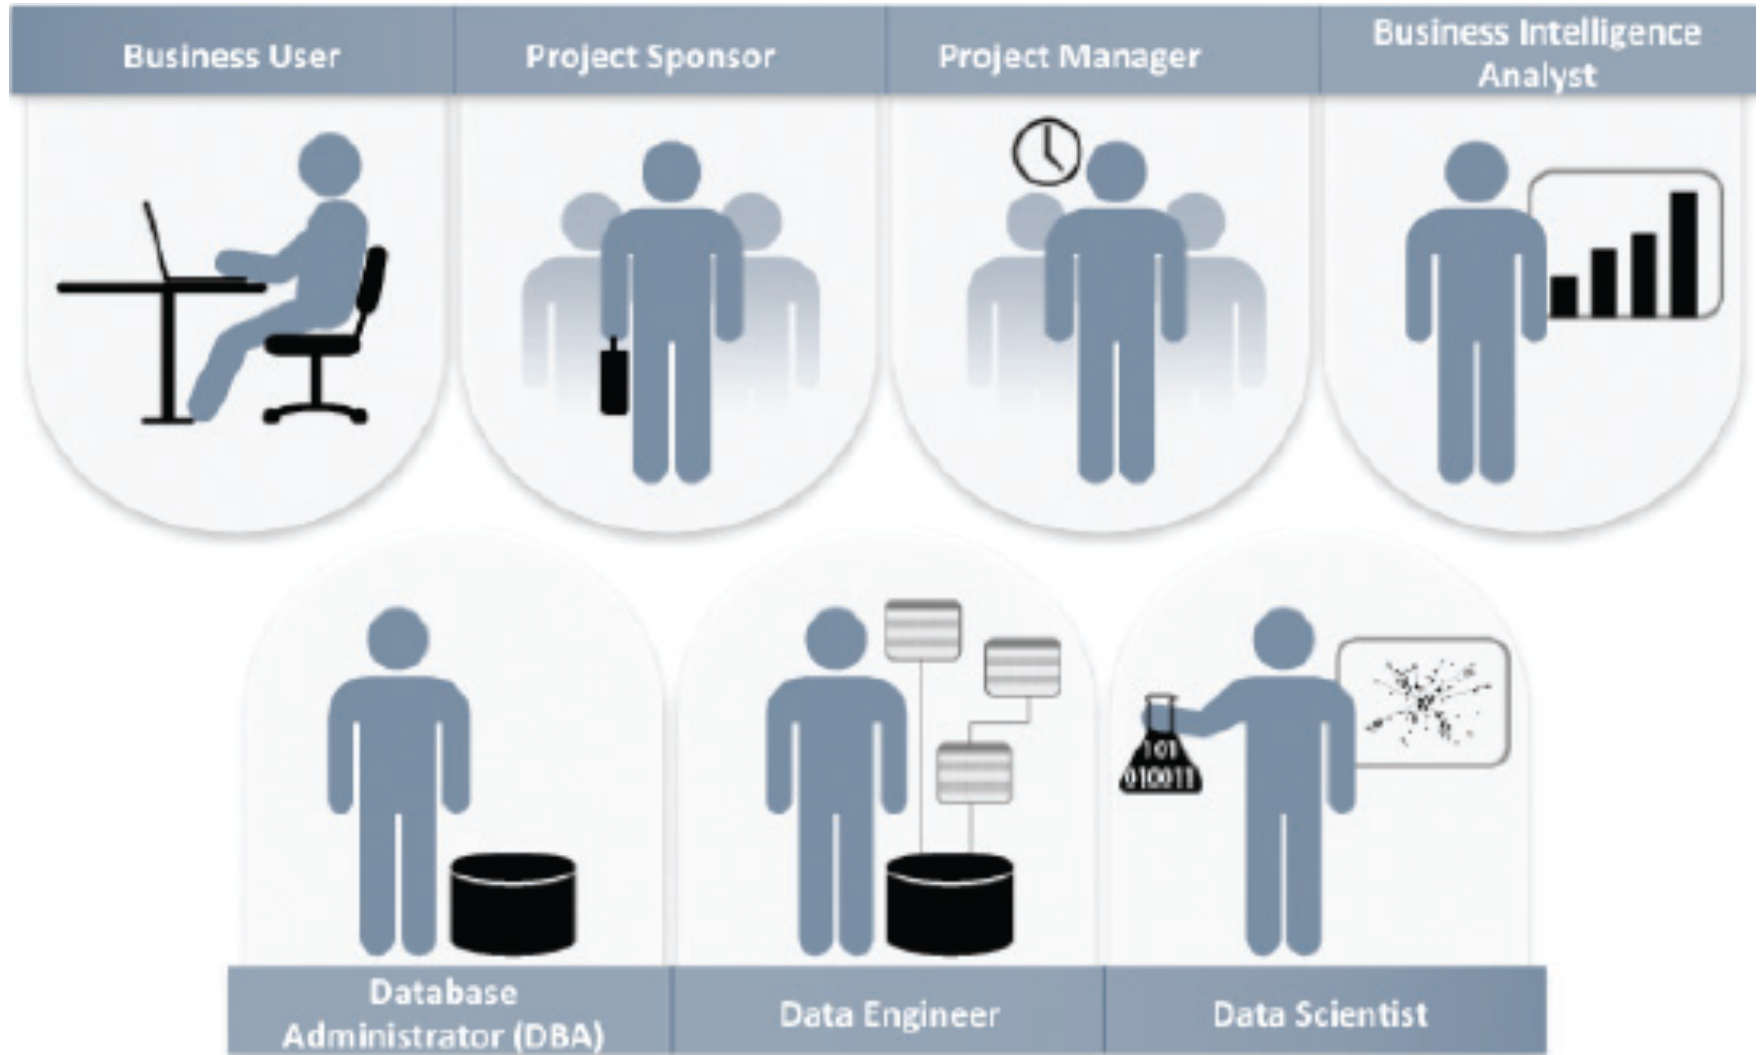 Business User
Project Sponsor
Project Manager
Business Intelligence
Analyst
101
010011
Database
Administrator (DBA)
Data Engineer
Data Scientist